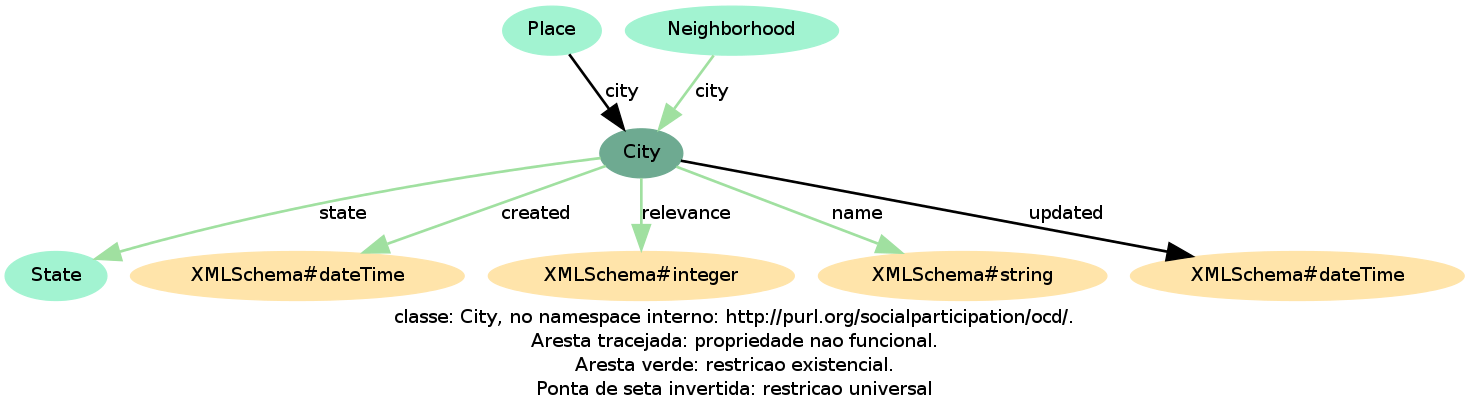 Place
Neighborhood
city
city
City
state
created
relevance
name
updated
State
XMLSchema#dateTime
XMLSchema#integer
XMLSchema#string
XMLSchema#dateTime
classe: City, no namespace interno: http://purl.org/socialparticipation/ocd/.
Aresta tracejada: propriedade nao funcional.
Aresta verde: restricao existencial.
Ponta de seta invertida: restricao universal